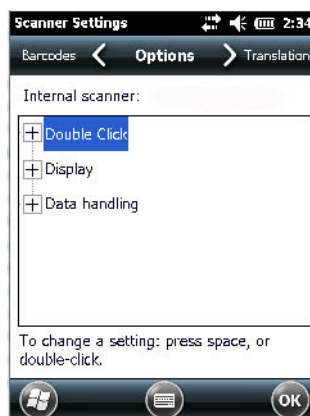 Scanner Settings 2:34
Barcodes Options Translation
Internal scanner:
Double Click
Display
Data handling
To change a setting: press space, or
double-click.
OK